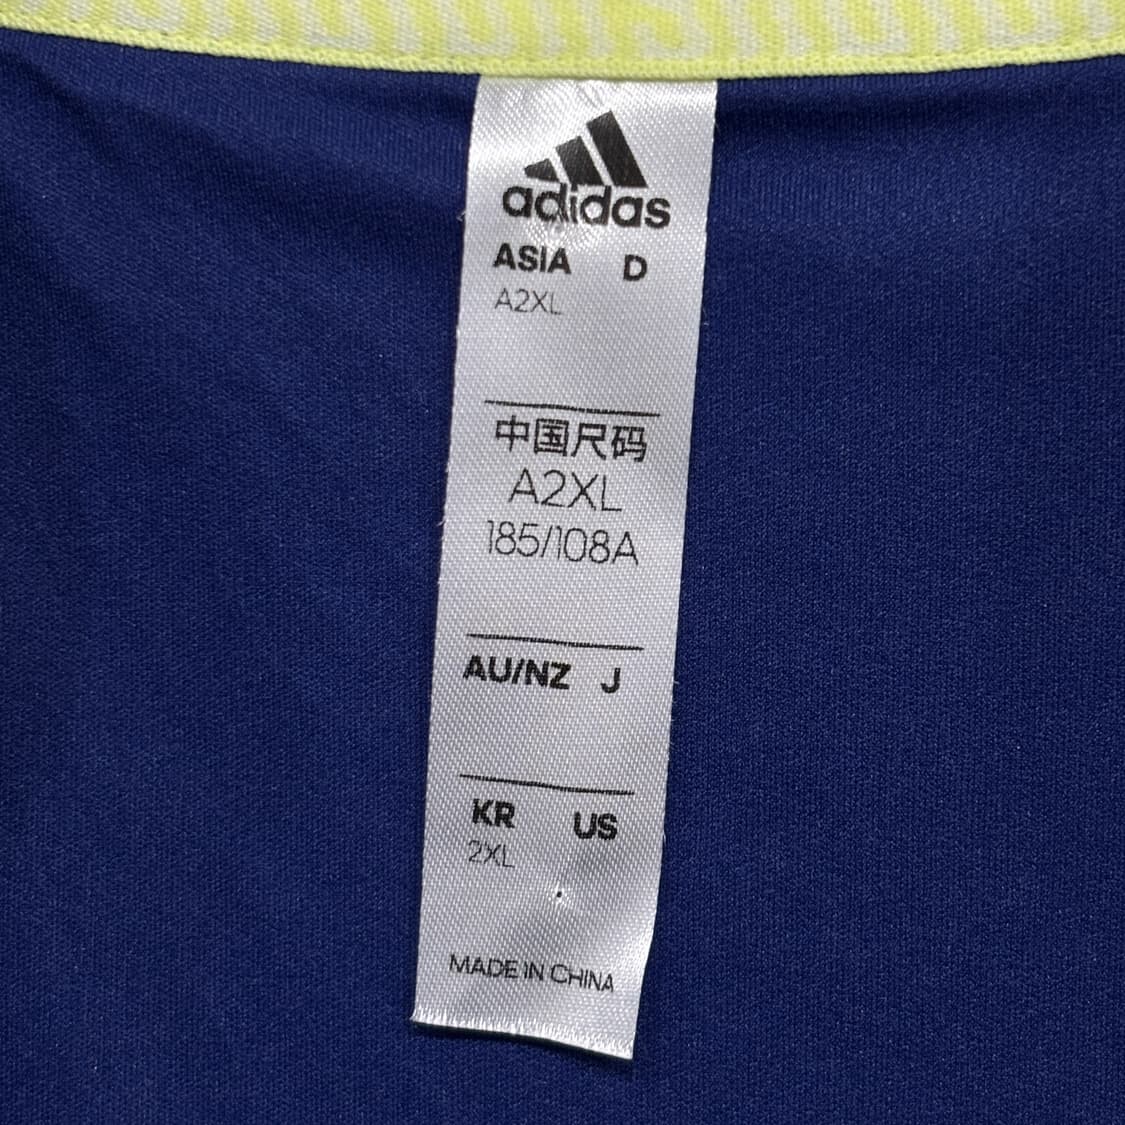 adidas
ASIA D
A2XL
中国尺码
A2XL
185/108A
AU/NZ J
KR US
2XL
MADE IN CHINA